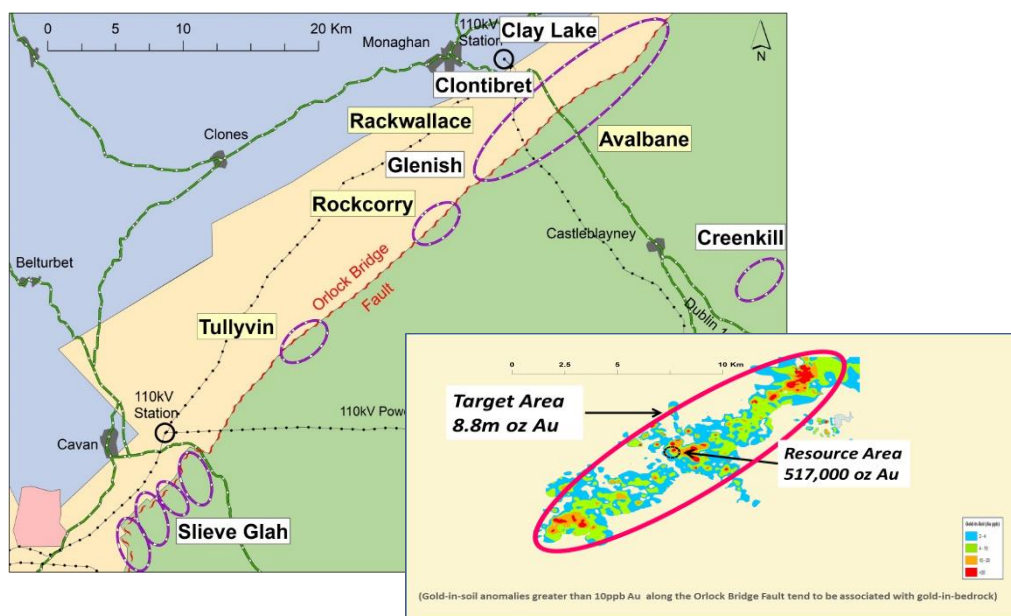 0 5 10 20 Km
110kV
Station
Clay Lake
Monaghan
N
Clontibret
Rackwallace
Clones
Avalbane
Glenish
Rockcorry
Castleblayney
Creenkill
Belturbet
Orlock Bridge
Fault
Dublin 1
Tullyvin
110kV
Station
110kV Pow
Cavan
Slieve Glah
0 2.5 5 10 Km
Target Area
8.8m oz Au
Resource Area
517,000 oz Au
(Gold-in-soil anomalies greater than 10ppb Au along the Orlock Bridge Fault tend to be associated with gold-in-bedrock)